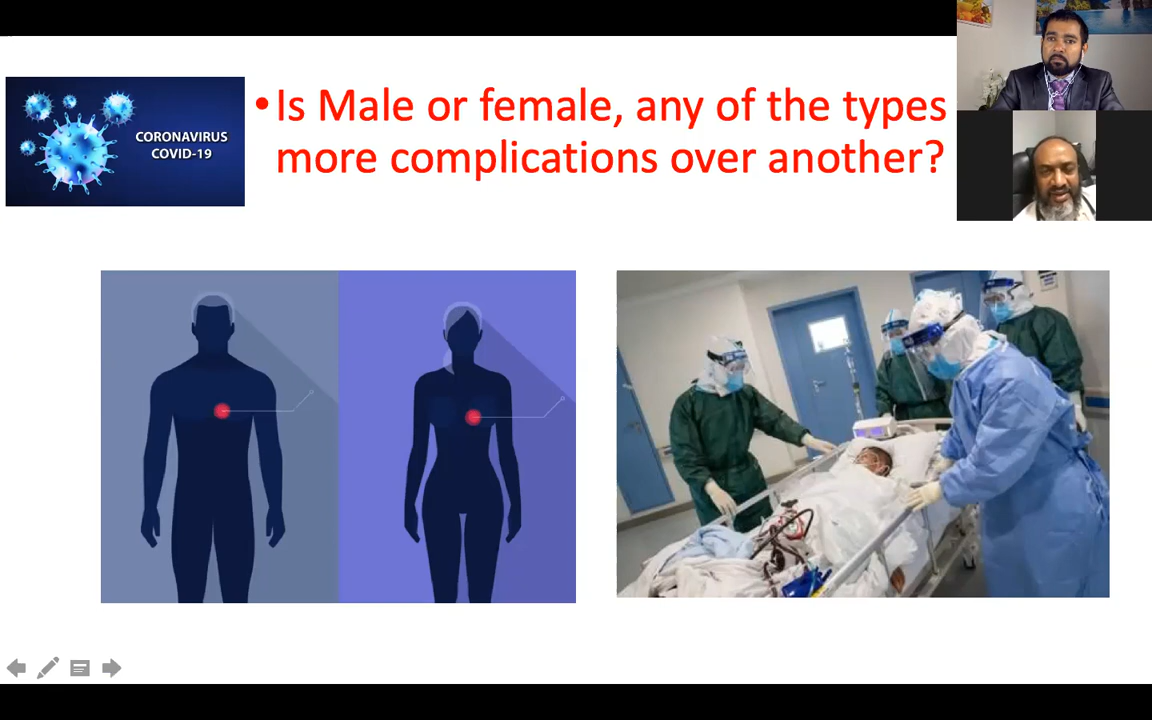 CORONAVIRUS
COVID-19
•Is Male or female, any of the types
more complications over another?